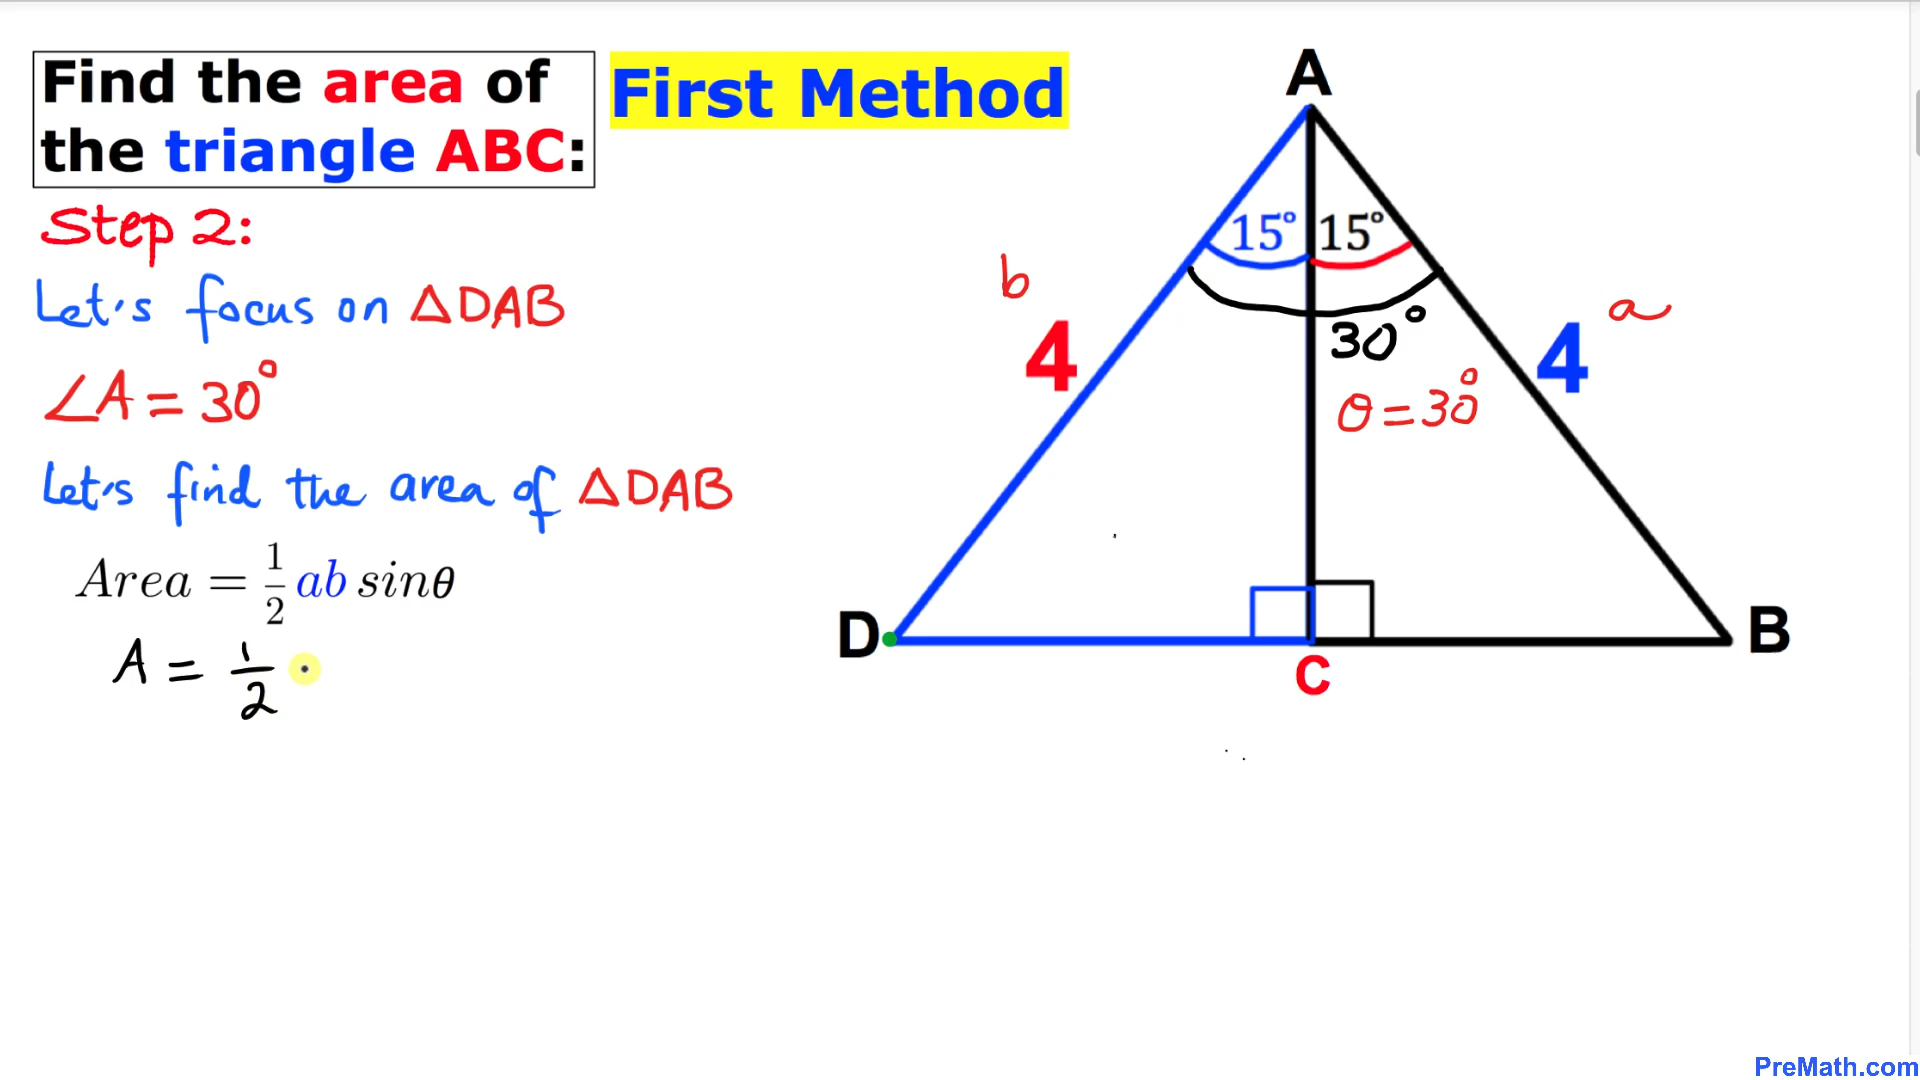 Find the area of
the triangle ABC:
First Method
Step 2:
Let's focus on ΔDAB
∠A = 30°
Let's find the area of ΔDAB
Area = 1/2 ab sinθ
A = 1/2
A
15° 15°
30°
θ = 30°
b
4
a
4
D
C
B
PreMath.com